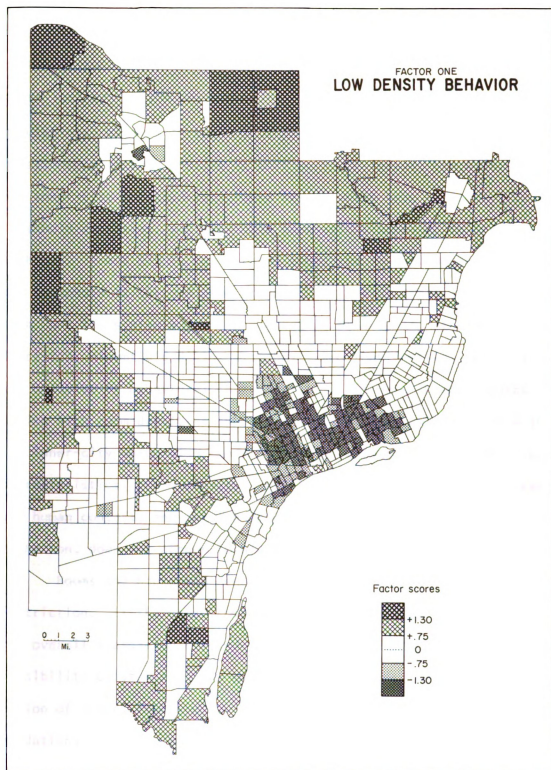 FACTOR ONE
LOW DENSITY BEHAVIOR
Factor scores
+1.30
+.75
0
-.75
-1.30
0 1 2 3
Mi.